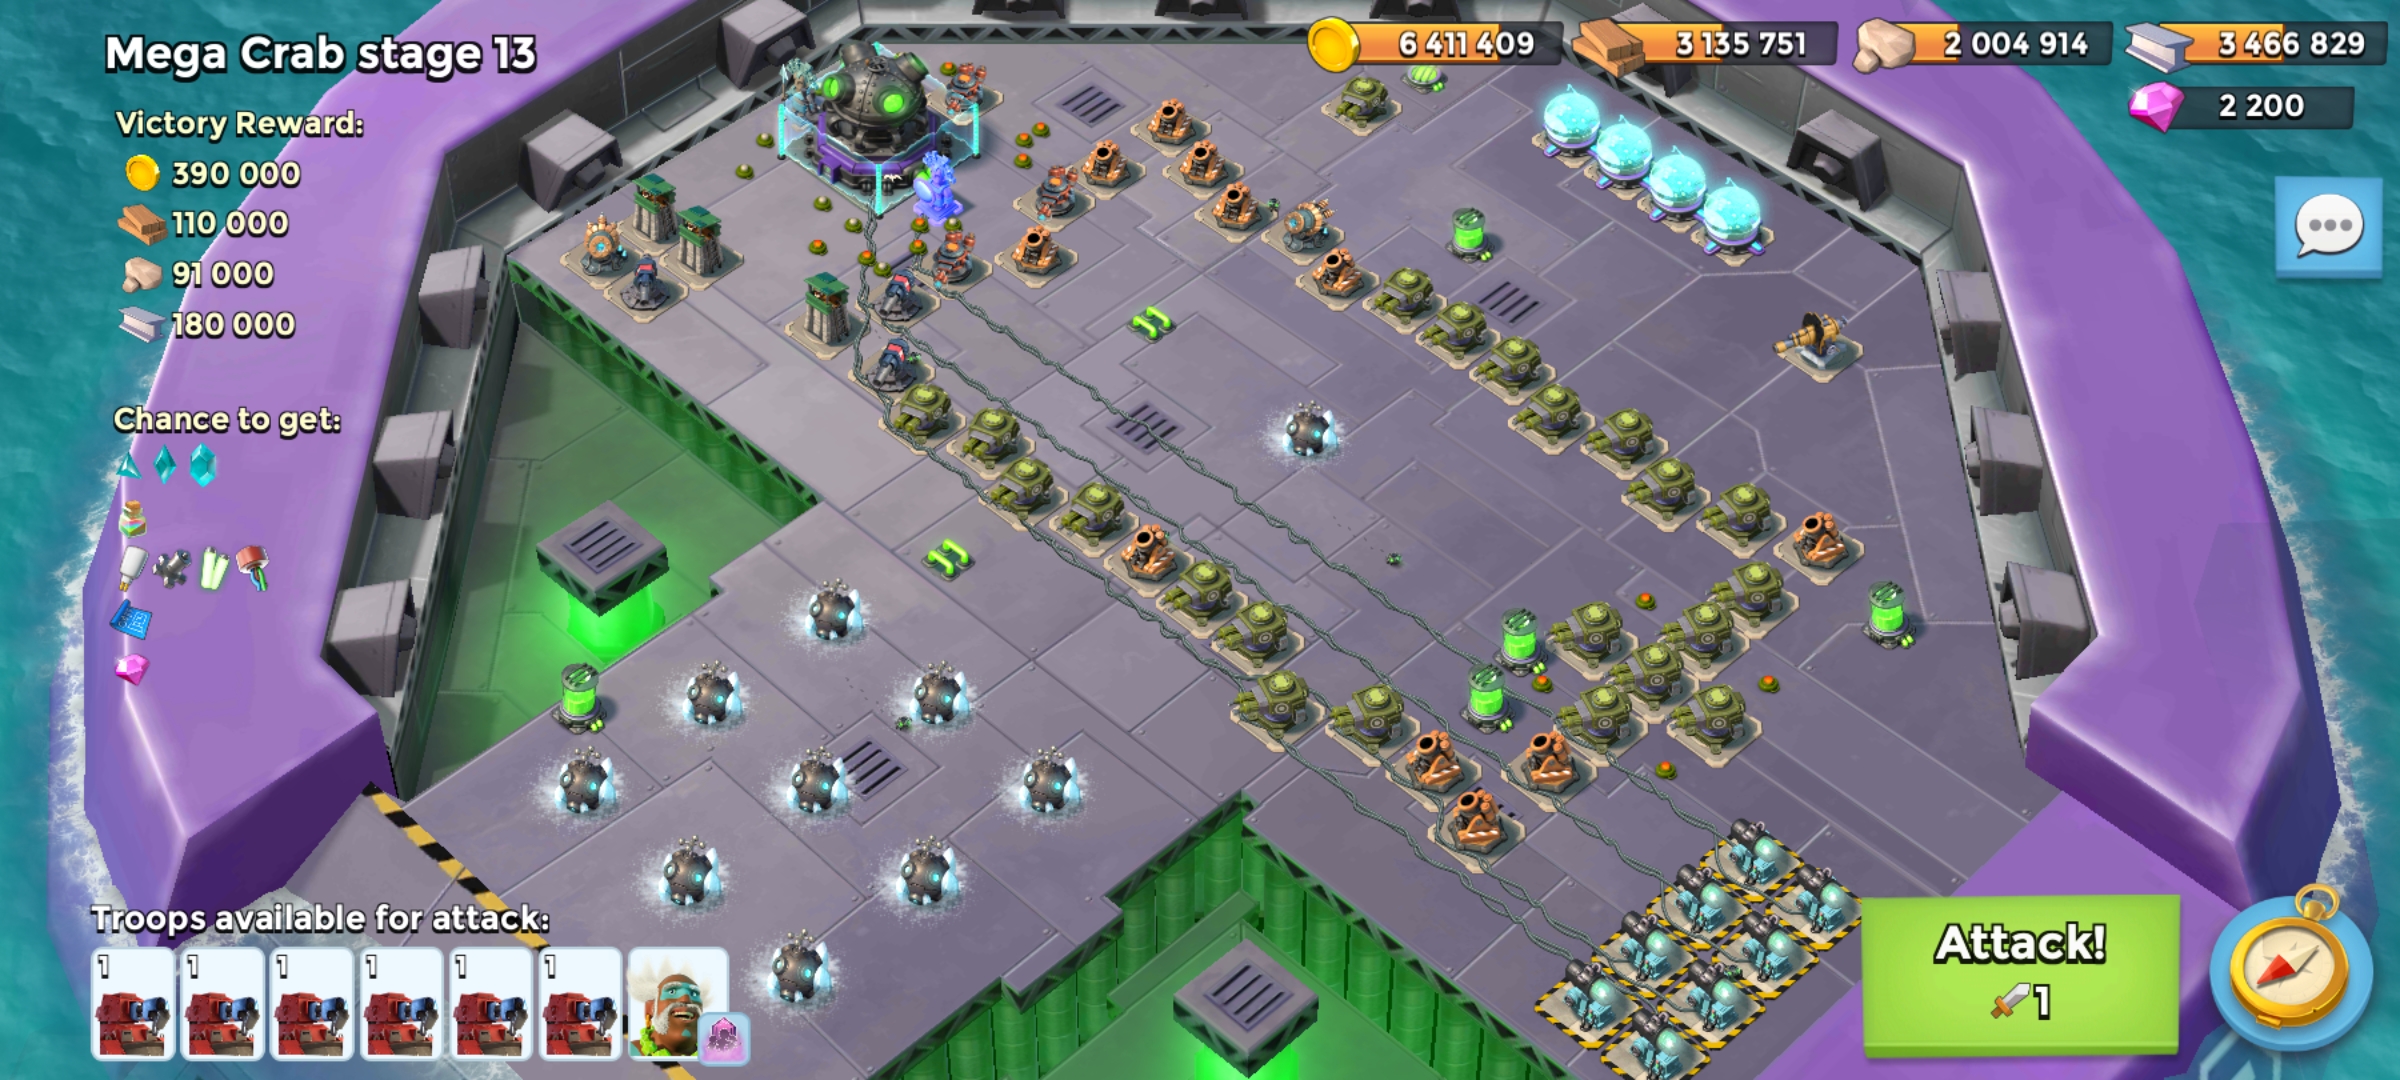 Mega Crab stage 13
6 411 409
3 135 751
2 004 914
3 466 829
2 200
Victory Reward:
390 000
110 000
91 000
180 000
Chance to get:
Troops available for attack:
1
1
1
1
1
1
Attack!
1